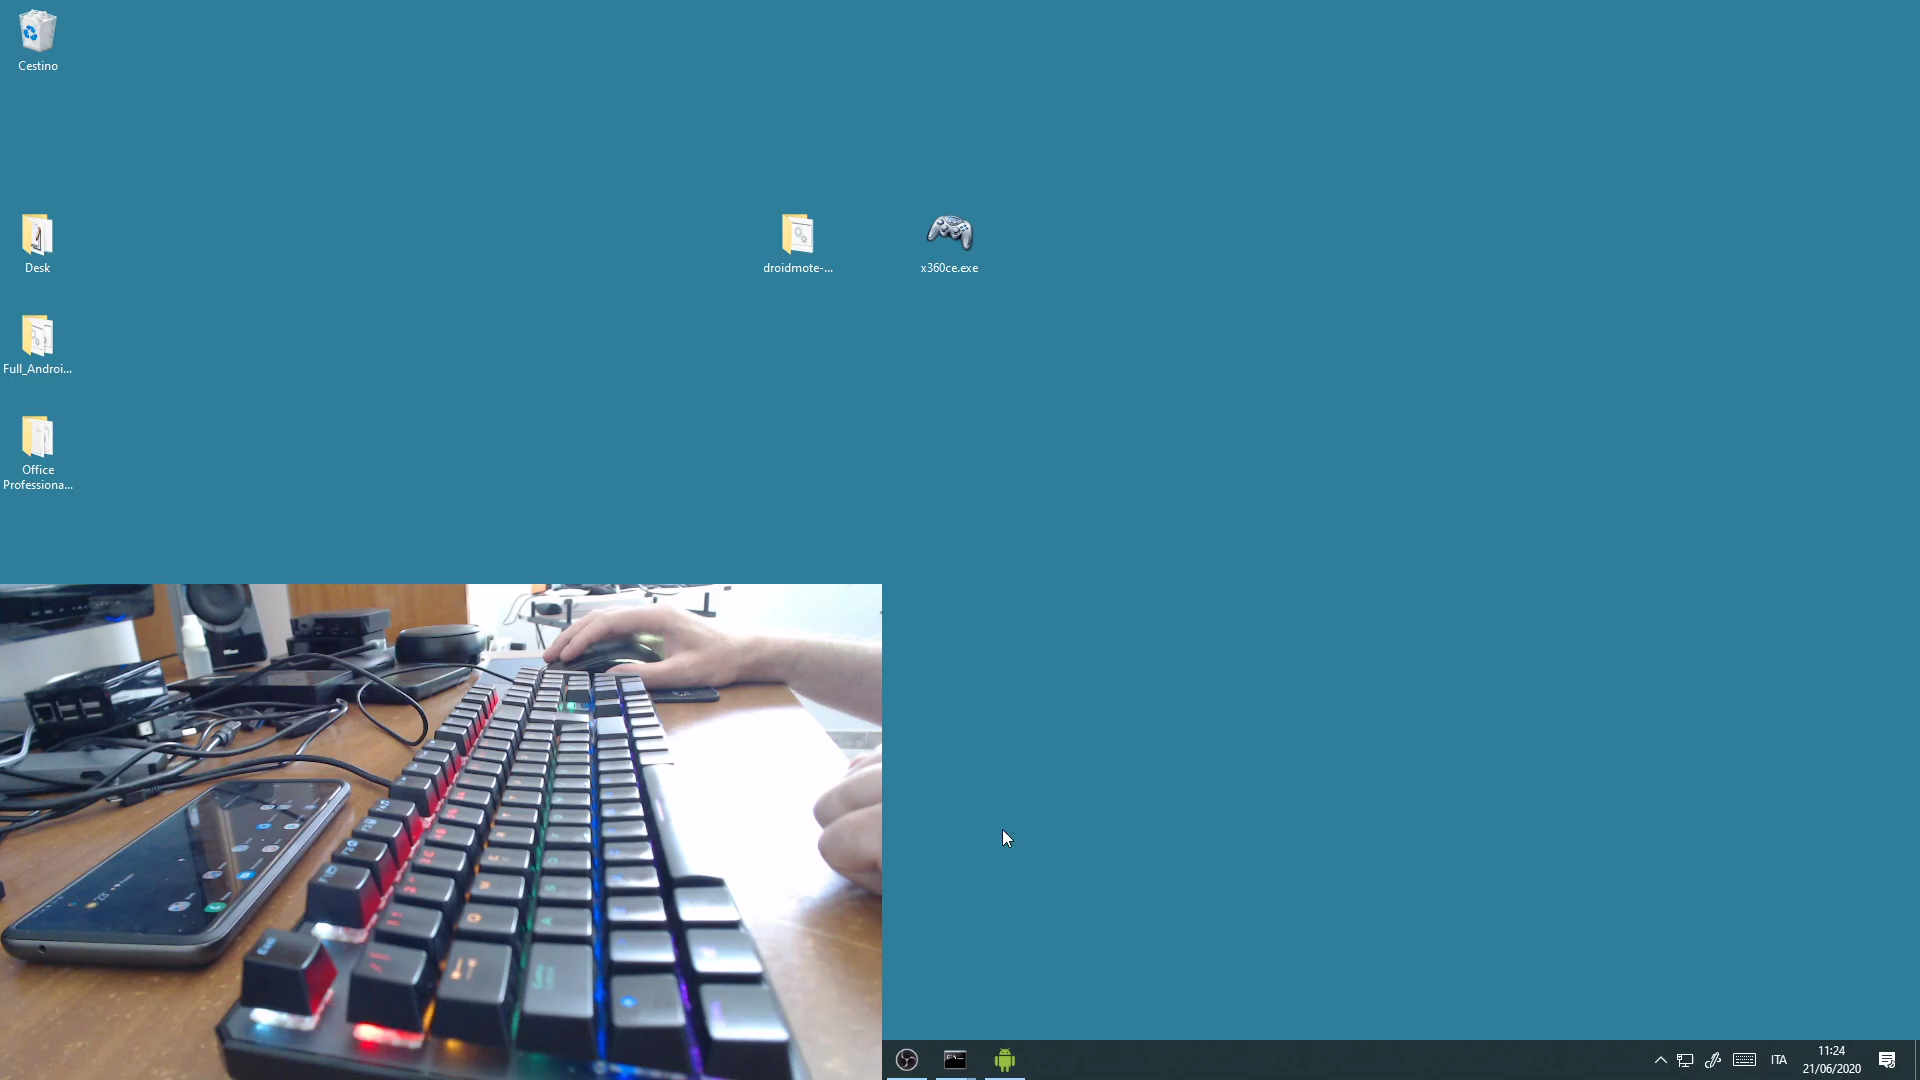 Cestino
Desk
droidmote-...
x360ce.exe
Full_Androi...
Office
Professiona...
ITA
11:24
21/06/2020